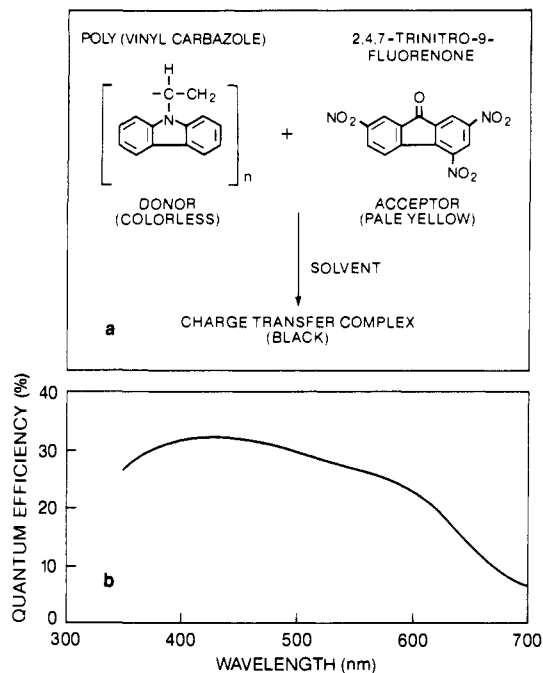 POLY (VINYL CARBAZOLE)
2,4,7-TRINITRO-9-
FLUORENONE
H
-C-CH2
N
n
DONOR
(COLORLESS)
+
O
NO2
NO2
NO2
ACCEPTOR
(PALE YELLOW)
SOLVENT
CHARGE TRANSFER COMPLEX
(BLACK)
a
QUANTUM EFFICIENCY (%)
40
30
20
10
0
b
300
400
500
600
700
WAVELENGTH (nm)